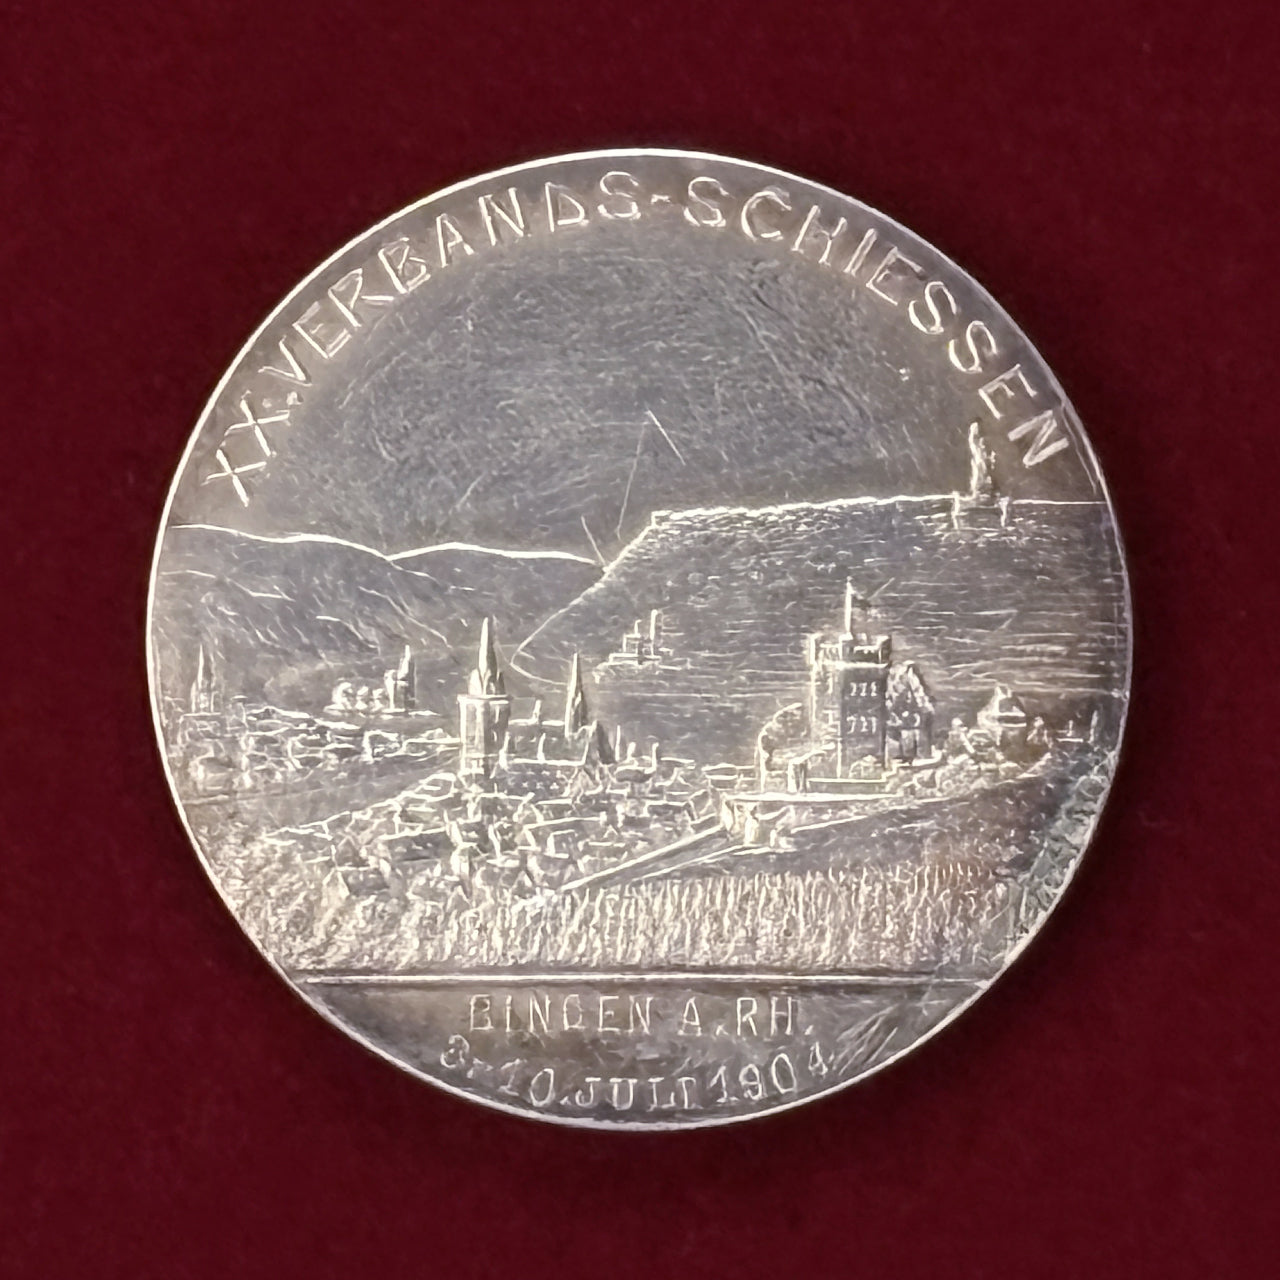 XX. VERBANDS-SCHIESSEN
BINGEN A. RH.
3-10. JULI 1904